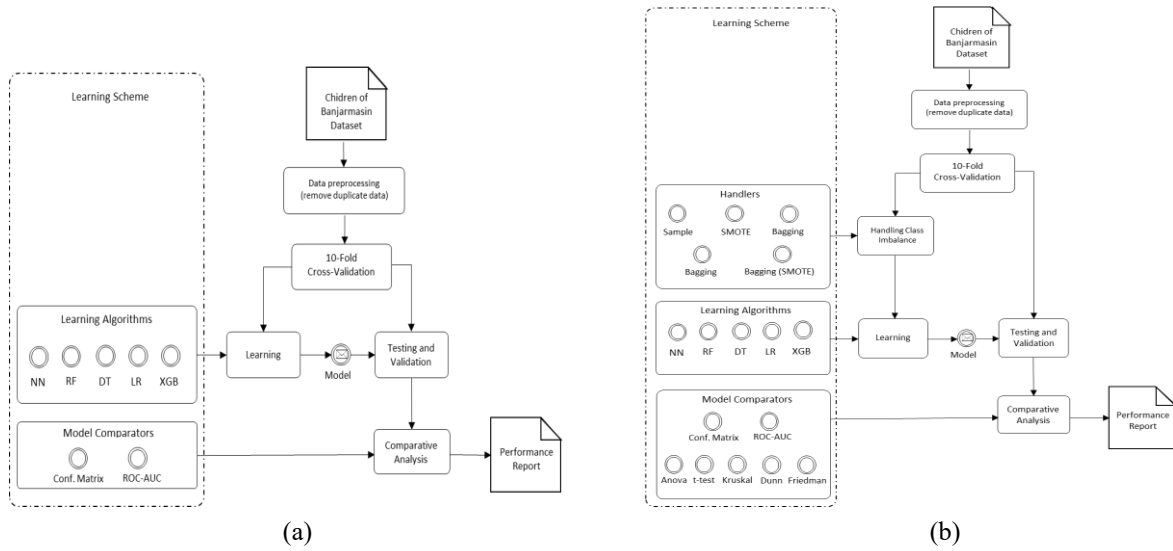 Learning Scheme
Chidren of
Banjarmasin
Dataset
Data preprocessing
(remove duplicate data)
10-Fold
Cross-Validation
Learning Algorithms
NN RF DT LR XGB
Learning
Model
Testing and
Validation
Model Comparators
Conf. Matrix ROC-AUC
Comparative
Analysis
Performance
Report
(a)
Learning Scheme
Chidren of Banjarmasin
Dataset
Data preprocessing
(remove duplicate data)
10-Fold
Cross-Validation
Handlers
Sample SMOTE Bagging
Bagging Bagging (SMOTE)
Handling Class
Imbalance
Learning Algorithms
NN RF DT LR XGB
Learning
Model
Testing and
Validation
Model Comparators
Conf. Matrix ROC-AUC
Anova t-test Kruskal Dunn Friedman
Comparative
Analysis
Performance
Report
(b)